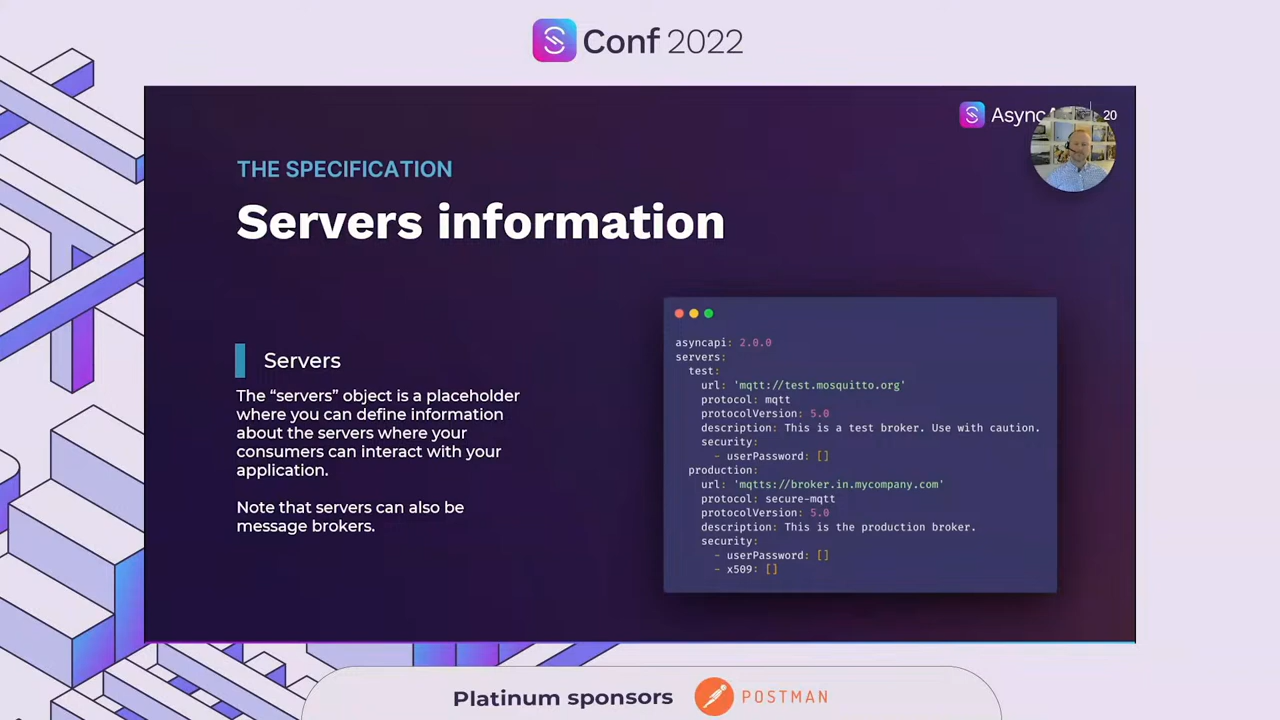 Conf 2022
Async
20
THE SPECIFICATION
Servers information
Servers
The “servers” object is a placeholder
where you can define information
about the servers where your
consumers can interact with your
application.
Note that servers can also be
message brokers.
asyncapi: 2.0.0
servers:
  test:
    url: 'mqtt://test.mosquitto.org'
    protocol: mqtt
    protocolVersion: 5.0
    description: This is a test broker. Use with caution.
    security:
      - userPassword: []
  production:
    url: 'mqtts://broker.in.mycompany.com'
    protocol: secure-mqtt
    protocolVersion: 5.0
    description: This is the production broker.
    security:
      - userPassword: []
      - x509: []
Platinum sponsors
POSTMAN